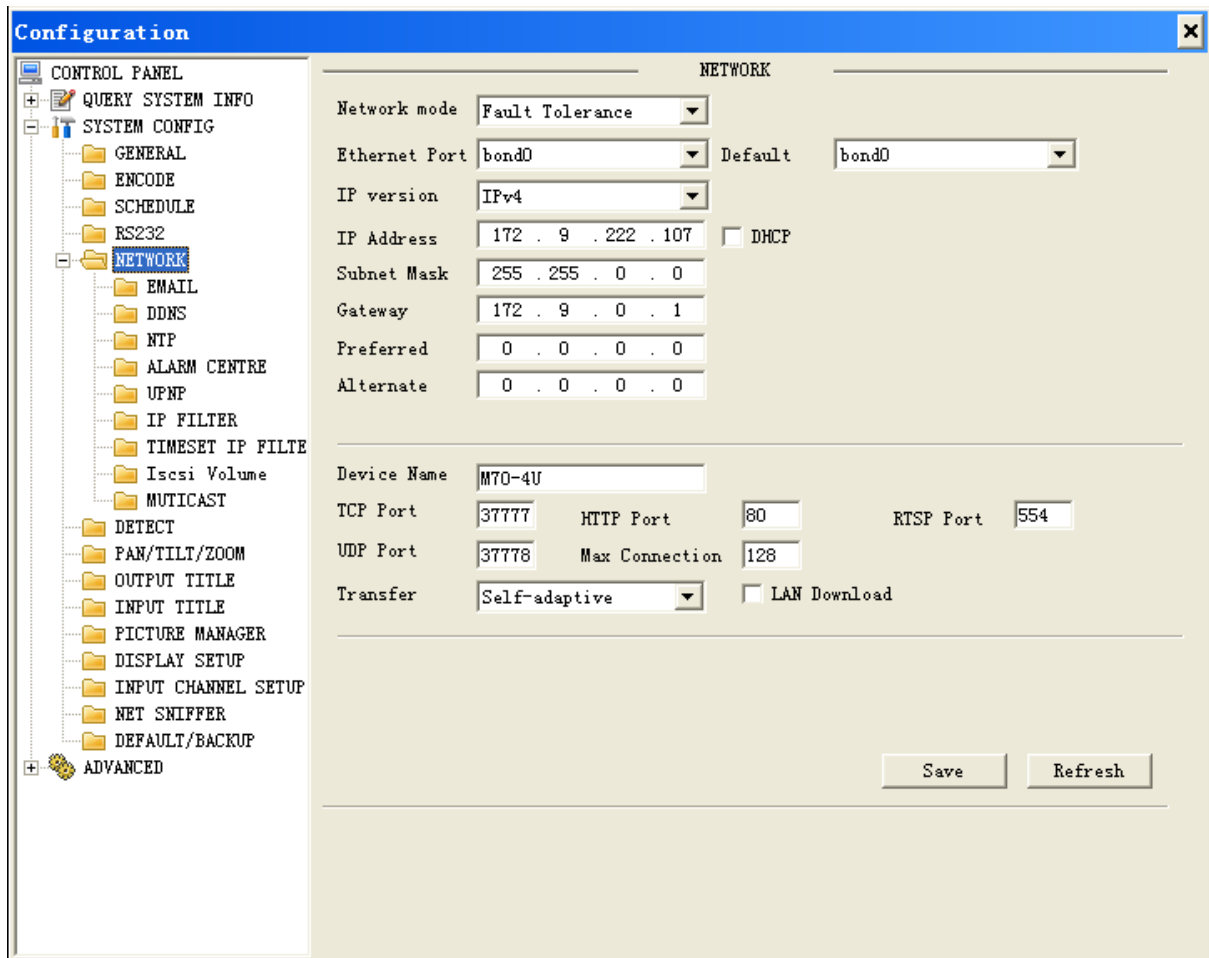 Configuration
CONTROL PANEL
QUERY SYSTEM INFO
SYSTEM CONFIG
GENERAL
ENCODE
SCHEDULE
RS232
NETWORK
EMAIL
DDNS
NTP
ALARM CENTRE
UPNP
IP FILTER
TIMESET IP FILTE
Iscsi Volume
MUTICAST
DETECT
PAN/TILT/ZOOM
OUTPUT TITLE
INPUT TITLE
PICTURE MANAGER
DISPLAY SETUP
INPUT CHANNEL SETUP
NET SNIFFER
DEFAULT/BACKUP
ADVANCED
NETWORK
Network mode Fault Tolerance
Ethernet Port bond0 Default bond0
IP version IPv4
IP Address 172 . 9 . 222 . 107 DHCP
Subnet Mask 255 . 255 . 0 . 0
Gateway 172 . 9 . 0 . 1
Preferred 0 . 0 . 0 . 0
Alternate 0 . 0 . 0 . 0
Device Name M70-4U
TCP Port 37777 HTTP Port 80 RTSP Port 554
UDP Port 37778 Max Connection 128
Transfer Self-adaptive LAN Download
Save Refresh